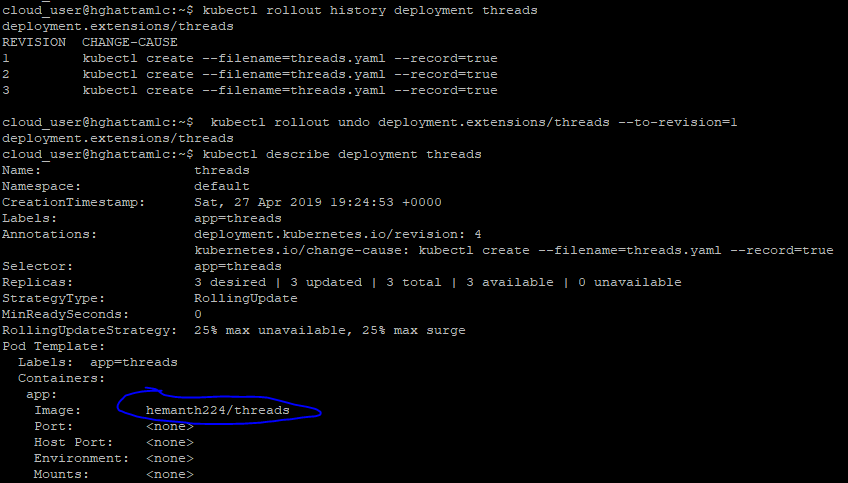 cloud_user@hghattam1c:~$ kubectl rollout history deployment threads
deployment.extensions/threads
REVISION  CHANGE-CAUSE
1         kubectl create --filename=threads.yaml --record=true
2         kubectl create --filename=threads.yaml --record=true
3         kubectl create --filename=threads.yaml --record=true
cloud_user@hghattam1c:~$  kubectl rollout undo deployment.extensions/threads --to-revision=1
deployment.extensions/threads
cloud_user@hghattam1c:~$ kubectl describe deployment threads
Name:                   threads
Namespace:              default
CreationTimestamp:      Sat, 27 Apr 2019 19:24:53 +0000
Labels:                 app=threads
Annotations:            deployment.kubernetes.io/revision: 4
                        kubernetes.io/change-cause: kubectl create --filename=threads.yaml --record=true
Selector:               app=threads
Replicas:               3 desired | 3 updated | 3 total | 3 available | 0 unavailable
StrategyType:           RollingUpdate
MinReadySeconds:        0
RollingUpdateStrategy:  25% max unavailable, 25% max surge
Pod Template:
  Labels:  app=threads
  Containers:
   app:
    Image:        hemanth224/threads
    Port:         <none>
    Host Port:    <none>
    Environment:  <none>
    Mounts:       <none>